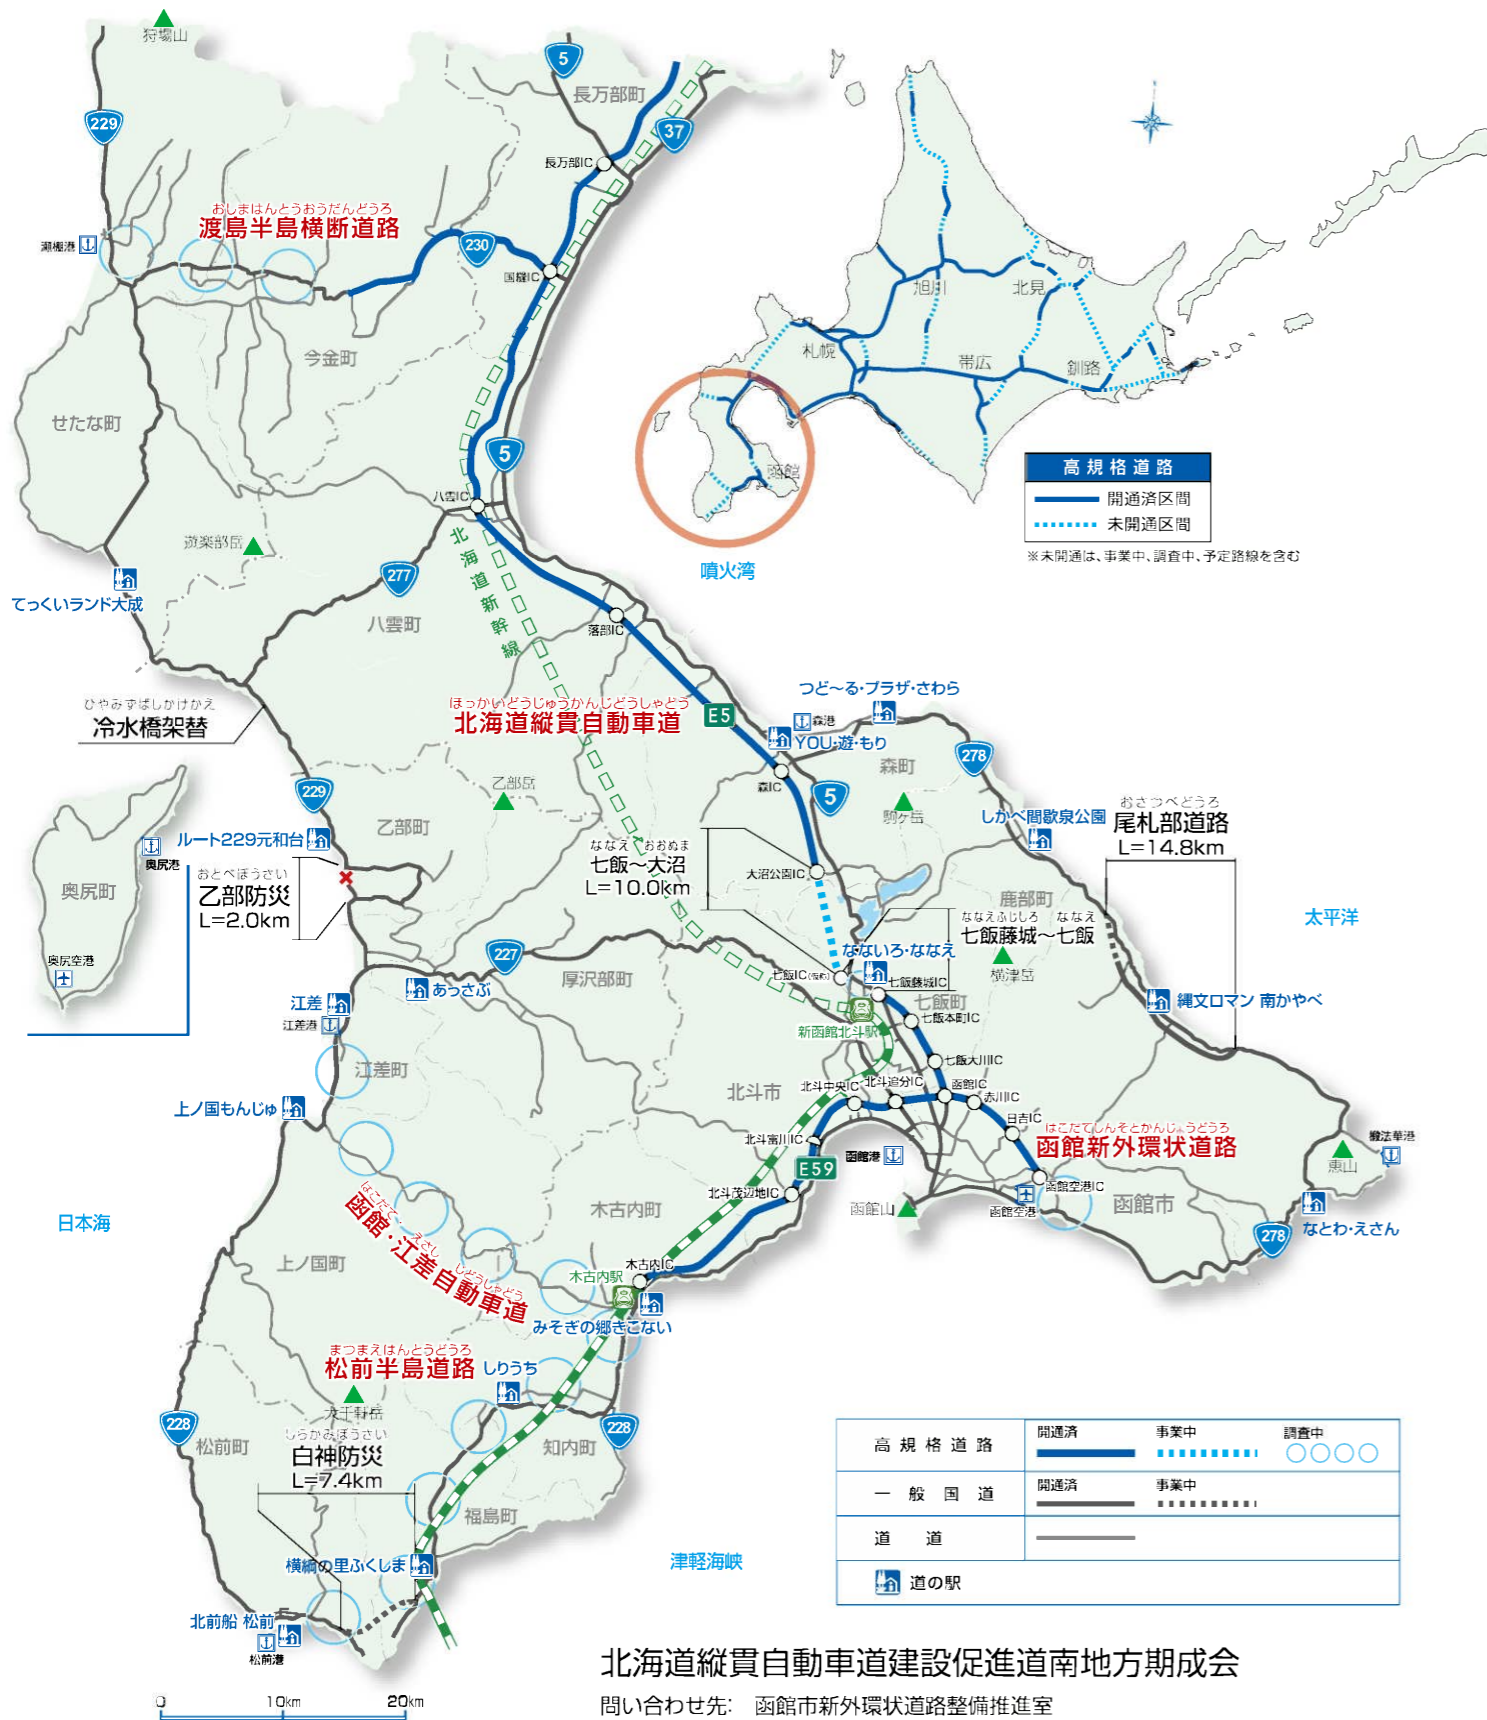 狩場山
5
長万部町
229
37
長万部IC
おしまはんとうおうだんどうろ
渡島半島横断道路
瀬棚港
230
国縫IC
旭川
北見
今金町
札幌
帯広
釧路
せたな町
函館
5
高規格道路
開通済区間
未開通区間
※未開通は、事業中、調査中、予定路線を含む
八雲IC
北海道新幹線
遊楽部岳
噴火湾
277
てっくいランド大成
八雲町
落部IC
ひやみずばしかけかえ
冷水橋架替
ほっかいどうじゅうかんじどうしゃどう
北海道縦貫自動車道
E5
つど~る・プラザ・さわら
森港
YOU・遊・もり
森町
278
森IC
229
乙部岳
5
駒ヶ岳
しかべ間歇泉公園
おさつべどうろ
尾札部道路
L=14.8km
ルート229元和台
乙部町
奥尻港
奥尻町
おとべぼうさい
乙部防災
L=2.0km
ななえ おおぬま
七飯~大沼
L=10.0km
大沼公園IC
鹿部町
ななえふじしろ ななえ
七飯藤城~七飯
太平洋
奥尻空港
227
なないろ・ななえ
横津岳
七飯IC(仮称)
七飯藤城IC
厚沢部町
あっさぶ
江差
江差港
七飯町
縄文ロマン 南かやべ
七飯本町IC
新函館北斗駅
江差町
七飯大川IC
北斗市
北斗中央IC
北斗追分IC
函館IC
赤川IC
上ノ国もんじゅ
日吉IC
北斗富川IC
はこだてしんそとかんじょうどうろ
函館新外環状道路
函館港
椴法華港
恵山
E59
北斗茂辺地IC
函館空港IC
函館山
函館空港
函館市
なとわ・えさん
278
日本海
木古内町
はこだて・えさしじどうしゃどう
函館・江差自動車道
上ノ国町
木古内IC
木古内駅
みそぎの郷きこない
まつまえはんとうどうろ
松前半島道路
しりうち
大千軒岳
228
松前町
しらかみぼうさい
白神防災
L=7.4km
知内町
228
福島町
横綱の里ふくしま
津軽海峡
北前船 松前
松前港
高規格道路
開通済
事業中
調査中
一般国道
開通済
事業中
道道
道の駅
北海道縦貫自動車道建設促進道南地方期成会
問い合わせ先: 函館市新外環状道路整備推進室
0
10km
20km